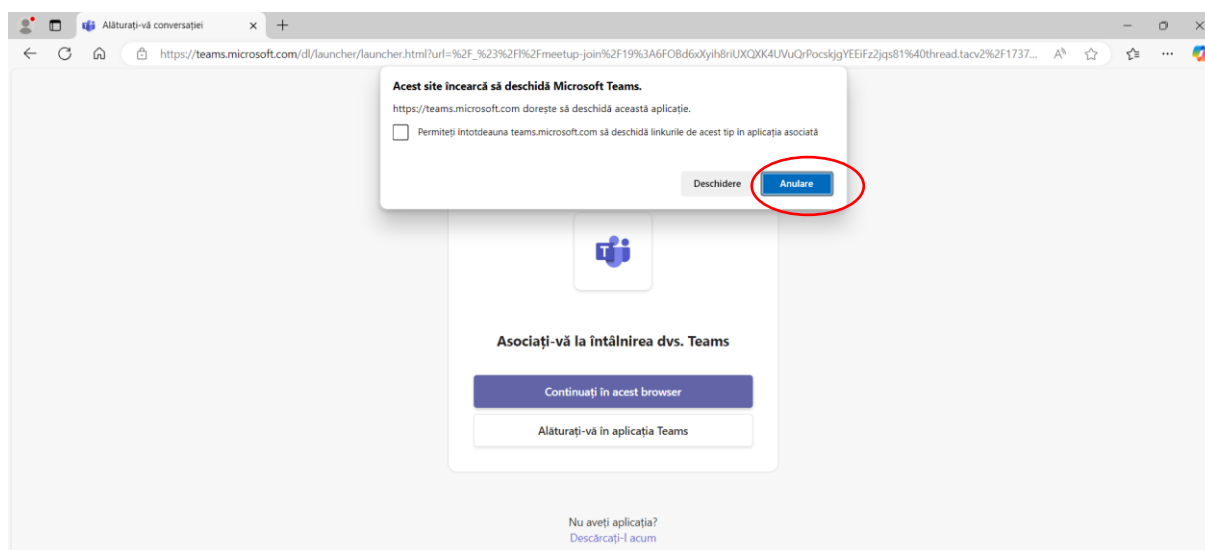 Alăturați-vă conversației
https://teams.microsoft.com/dl/launcher/launcher.html?url=%2F_%23%2Fl%2Fmeetup-join%2F19%3A6FOBd6xXyih8riUXQXK4UVuQrPocskjgYEEiFz2jqs81%40thread.tacv2%2F1737...
Acest site încearcă să deschidă Microsoft Teams.
https://teams.microsoft.com dorește să deschidă această aplicație.
Permiteți întotdeauna teams.microsoft.com să deschidă linkurile de acest tip în aplicația asociată
Deschidere
Anulare
Asociați-vă la întâlnirea dvs. Teams
Continuați în acest browser
Alăturați-vă în aplicația Teams
Nu aveți aplicația?
Descărcați-l acum